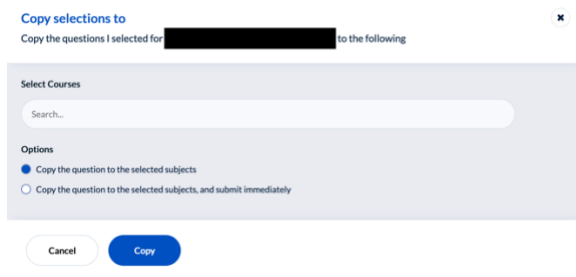 Copy selections to
Copy the questions I selected for to the following
Select Courses
Search...
Options
Copy the question to the selected subjects
Copy the question to the selected subjects, and submit immediately
Cancel
Copy